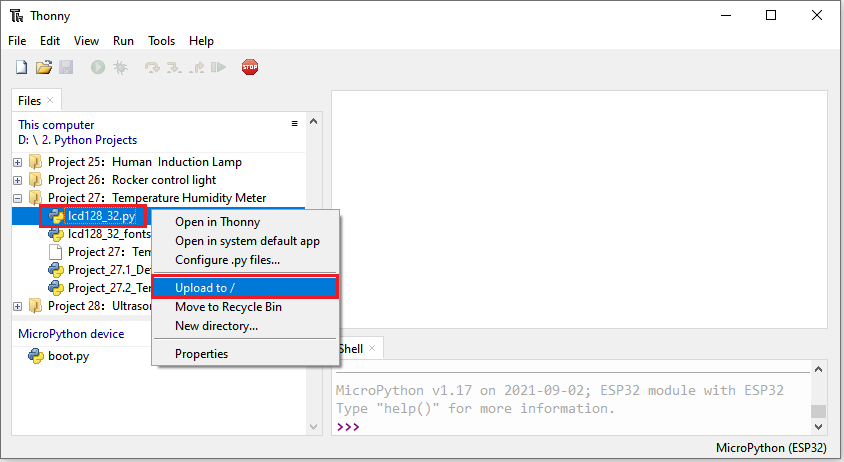 Thonny
File Edit View Run Tools Help
STOP
Files
This computer
D: \ 2. Python Projects
Project 25：Human Induction Lamp
Project 26：Rocker control light
Project 27：Temperature Humidity Meter
lcd128_32.py
lcd128_32_fonts
Project 27：Tem
Project_27.1_De
Project_27.2_Ter
Project 28：Ultrason
Open in Thonny
Open in system default app
Configure .py files...
Upload to /
Move to Recycle Bin
New directory...
Properties
MicroPython device
boot.py
Shell
MicroPython v1.17 on 2021-09-02; ESP32 module with ESP32
Type "help()" for more information.
>>>
MicroPython (ESP32)